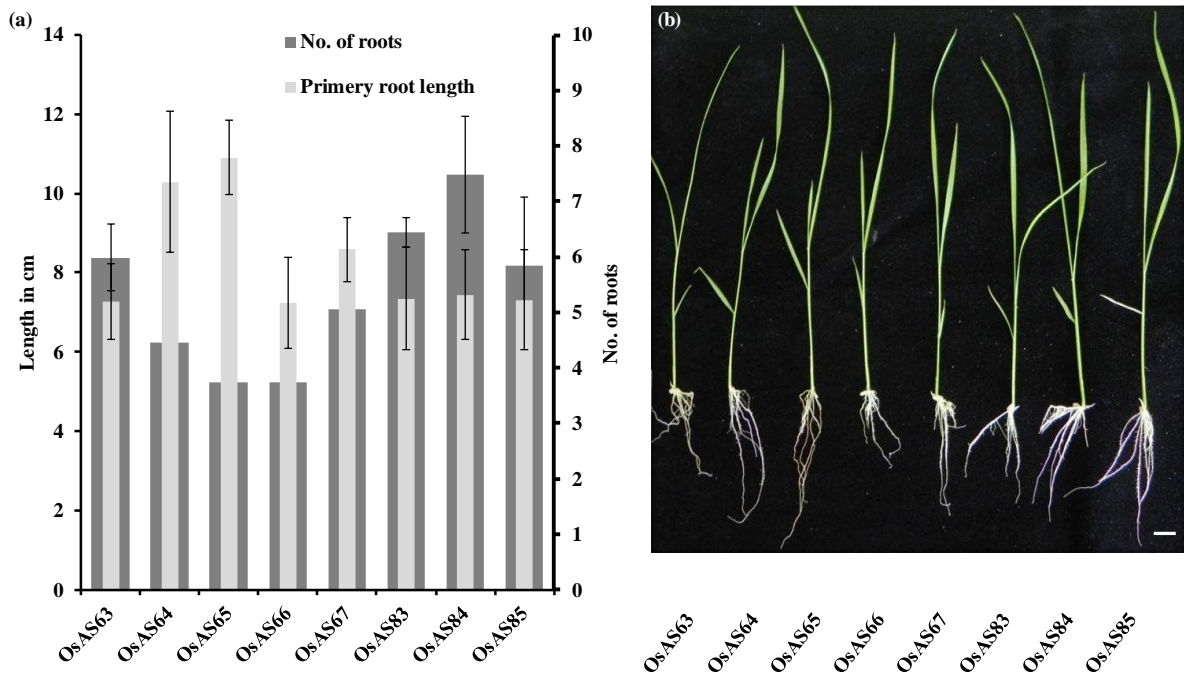 (a)
No. of roots
Primery root length
Length in cm
14
12
10
8
6
4
2
0
10
9
8
7
6
5
4
3
2
1
0
No. of roots
OsAS63
OsAS64
OsAS65
OsAS66
OsAS67
OsAS83
OsAS84
OsAS85
(b)
OsAS63
OsAS64
OsAS65
OsAS66
OsAS67
OsAS83
OsAS84
OsAS85